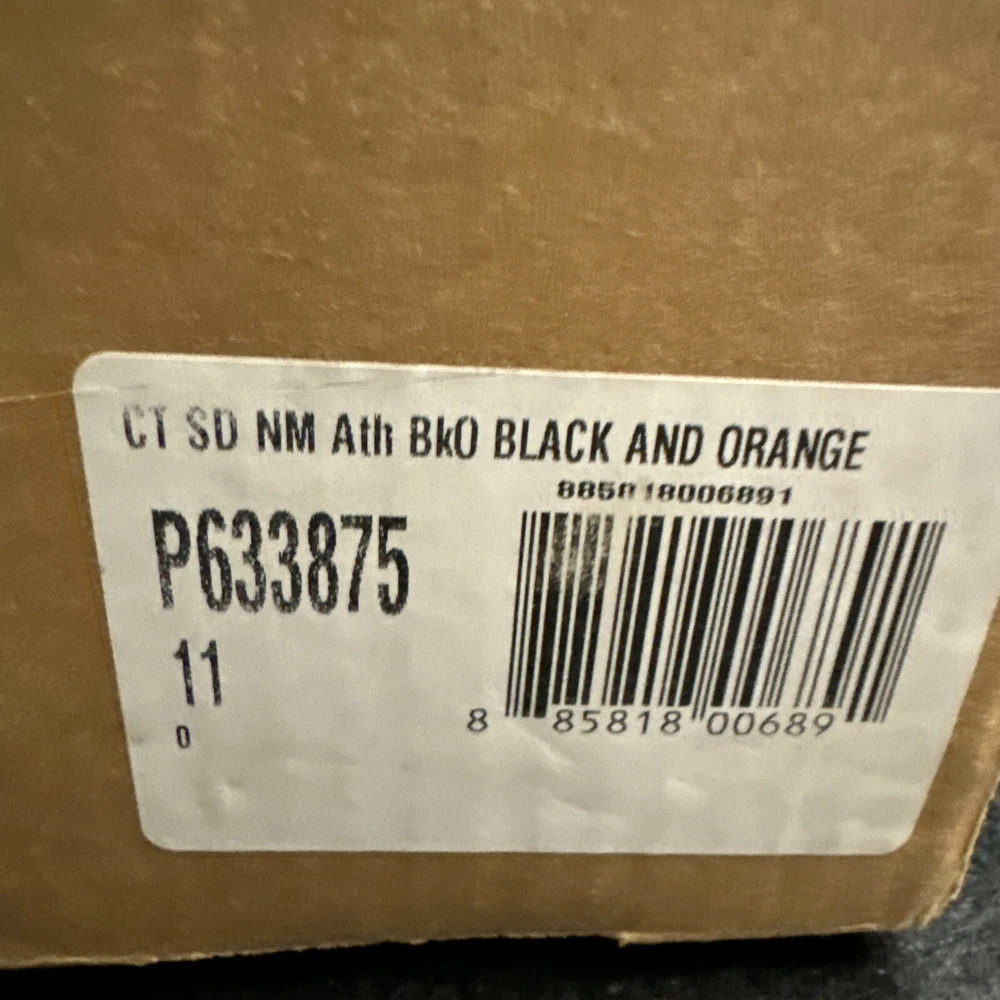 CT SD NM Ath BkO BLACK AND ORANGE
885818006891
P633875
11
0
8 85818 00689